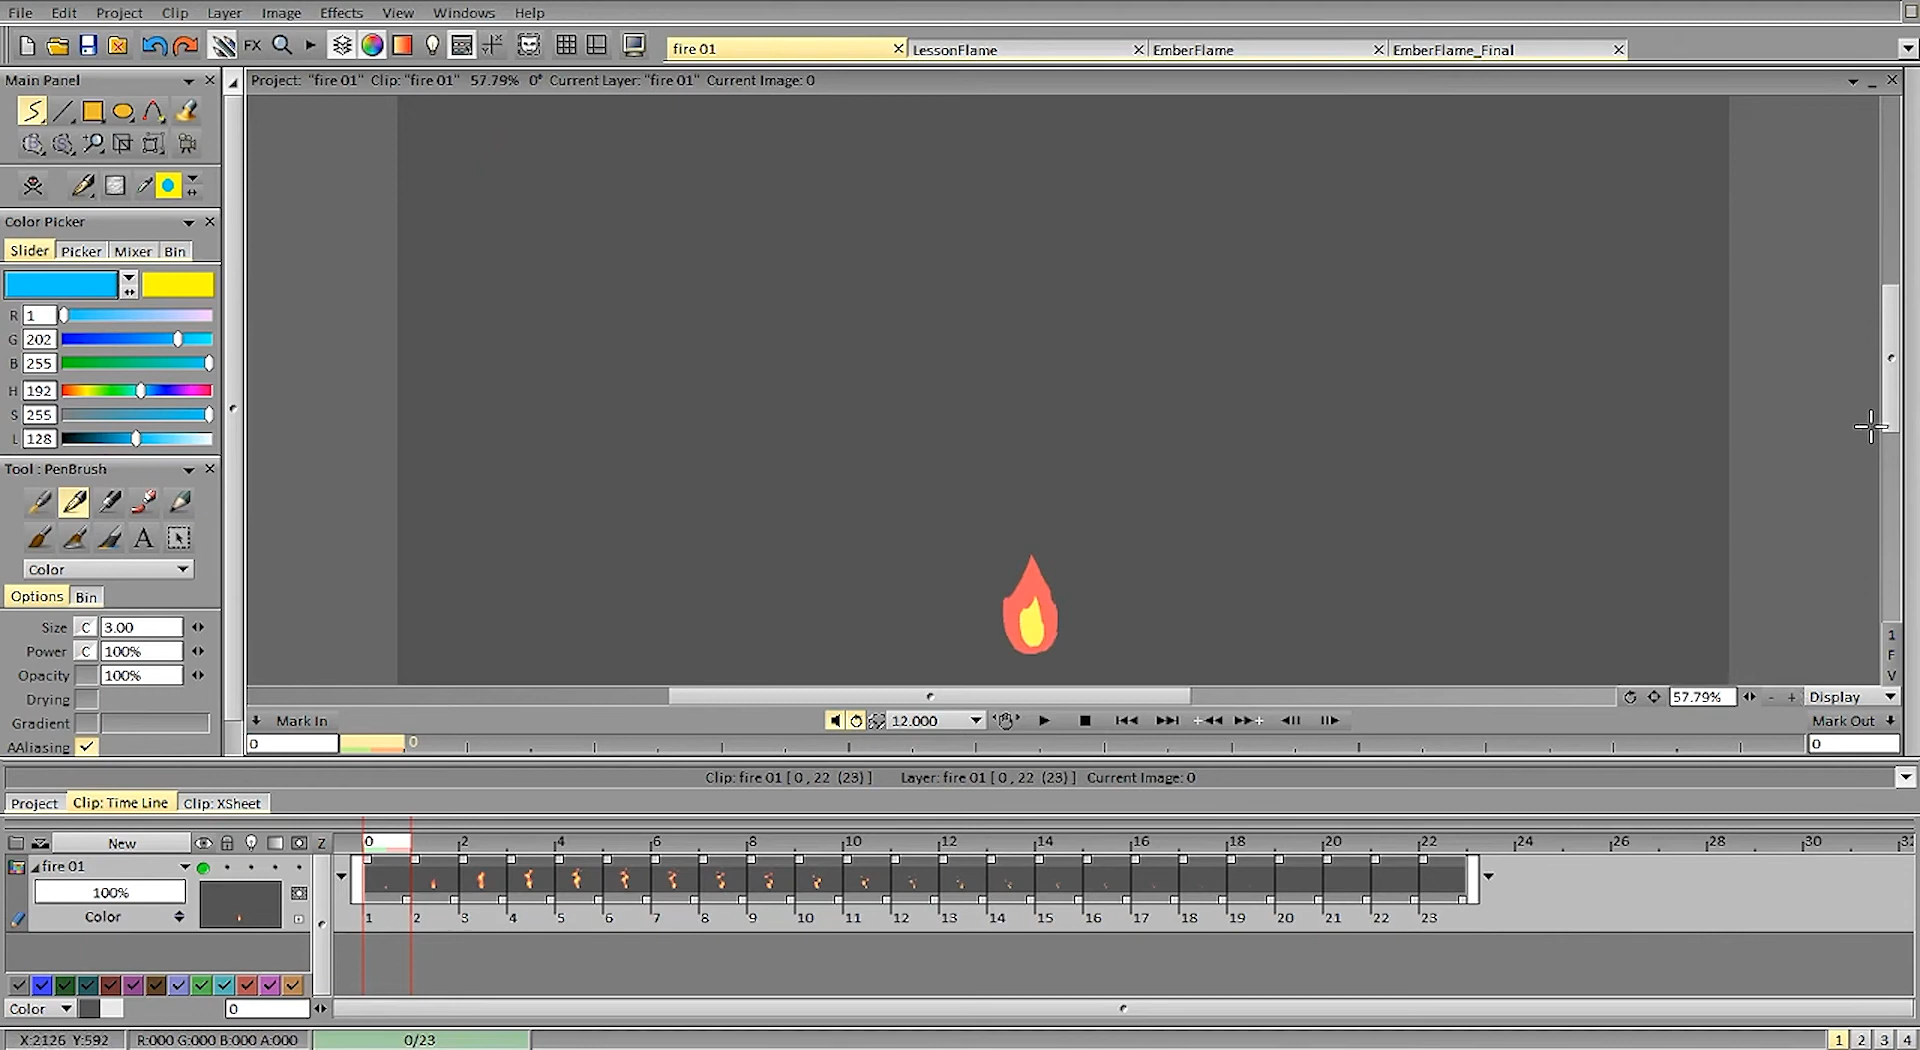 File Edit Project Clip Layer Image Effects View Windows Help
FX
fire 01
LessonFlame
EmberFlame
EmberFlame_Final
Main Panel
Project: "fire 01" Clip: "fire 01" 57.79% 0° Current Layer: "fire 01" Current Image: 0
Color Picker
Slider Picker Mixer Bin
R 1
G 202
B 255
H 192
S 255
L 128
Tool : PenBrush
A
Color
Options Bin
Size C 3.00
Power C 100%
Opacity 100%
Drying
Gradient
AAliasing
1
F
V
57.79% - + Display
Mark In
12.000
Mark Out
0 0 0
Clip: fire 01 [ 0 , 22 (23) ] Layer: fire 01 [ 0 , 22 (23) ] Current Image: 0
Project Clip: Time Line Clip: XSheet
New Z
0 2 4 6 8 10 12 14 16 18 20 22 24 26 28 30 32
fire 01
100%
Color
1 2 3 4 5 6 7 8 9 10 11 12 13 14 15 16 17 18 19 20 21 22 23
Color 0
X:2126 Y:592 R:000 G:000 B:000 A:000 0/23 1 2 3 4